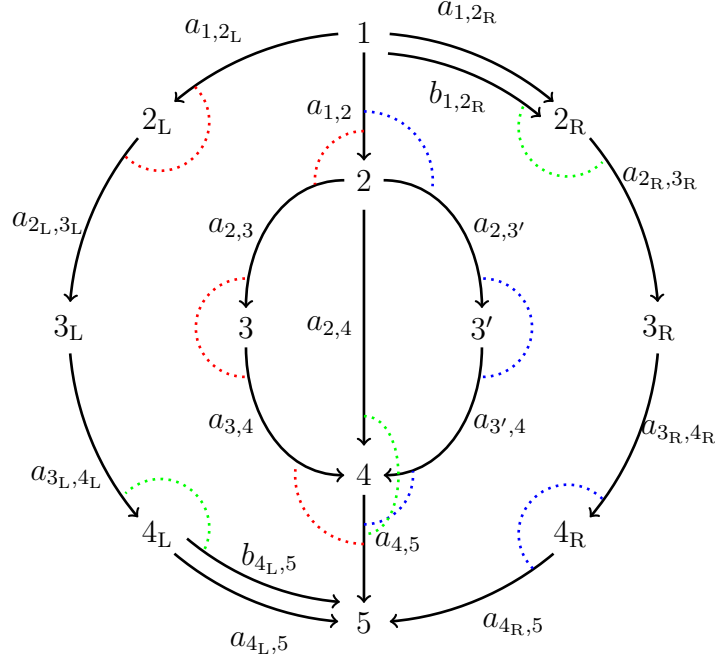 a_{1,2_L} 1 a_{1,2_R}
b_{1,2_R}
2_L a_{1,2} 2_R
2 a_{2_R,3_R}
a_{2_L,3_L} a_{2,3} a_{2,3'}
3_L 3 a_{2,4} 3' 3_R
a_{3,4} a_{3',4} a_{3_R,4_R}
a_{3_L,4_L} 4
4_L a_{4,5} 4_R
b_{4_L,5}
a_{4_L,5} 5 a_{4_R,5}